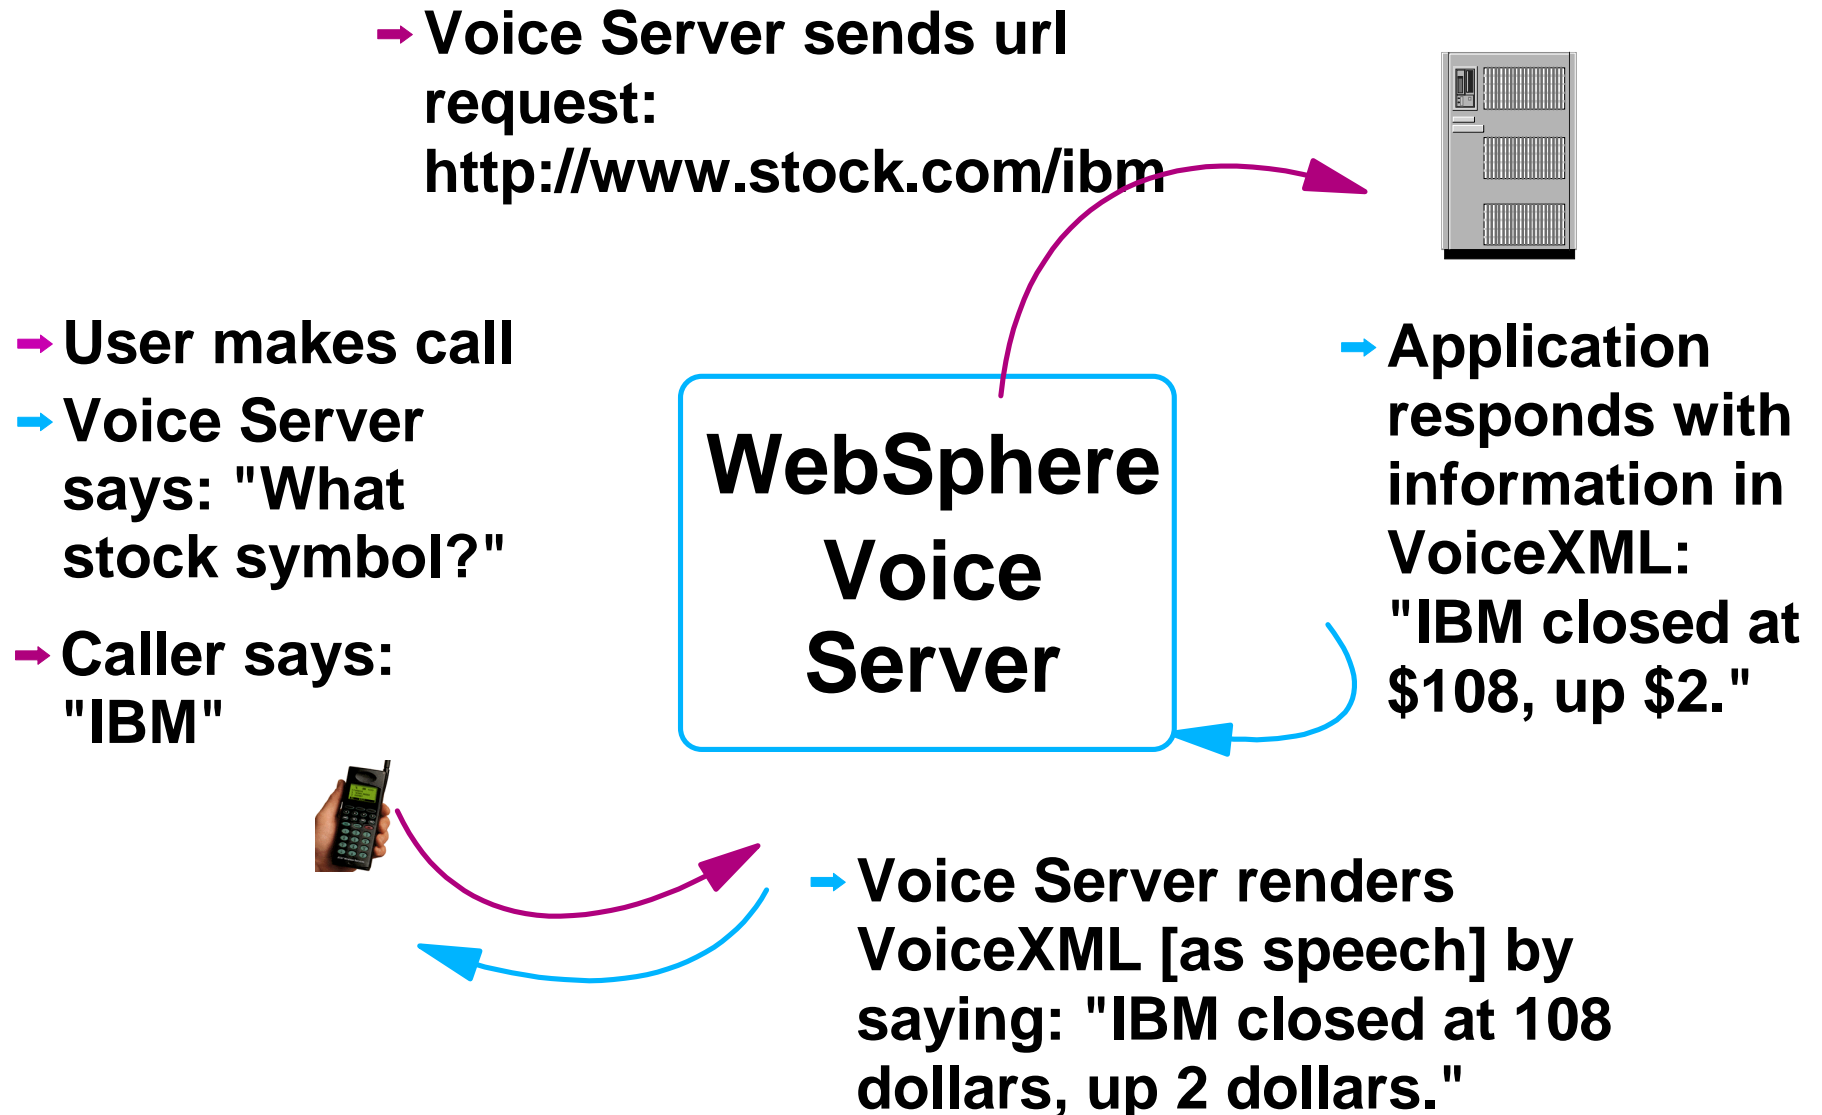 Voice Server sends url
request:
http://www.stock.com/ibm
User makes call
Voice Server
says: "What
stock symbol?"
Caller says:
"IBM"
WebSphere
Voice
Server
Application
responds with
information in
VoiceXML:
"IBM closed at
$108, up $2."
Voice Server renders
VoiceXML [as speech] by
saying: "IBM closed at 108
dollars, up 2 dollars."